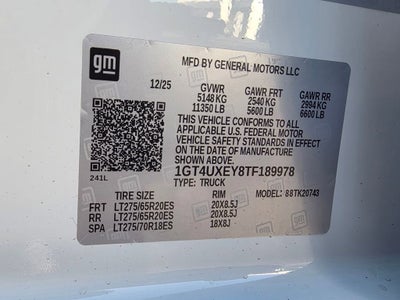 gm
MFD BY GENERAL MOTORS LLC
12/25 GVWR GAWR FRT GAWR RR
5148 KG 2540 KG 2994 KG
11350 LB 5600 LB 6600 LB
THIS VEHICLE CONFORMS TO ALL
APPLICABLE U.S. FEDERAL MOTOR
VEHICLE SAFETY STANDARDS IN
EFFECT ON THE DATE OF
MANUFACTURE SHOWN ABOVE.
1GT4UXEY8TF189978
TYPE: TRUCK
241L
TIRE SIZE RIM MODEL: 88TK20743
FRT LT275/65R20ES 20X8.5J
RR LT275/65R20ES 20X8.5J
SPA LT275/70R18ES 18X8J